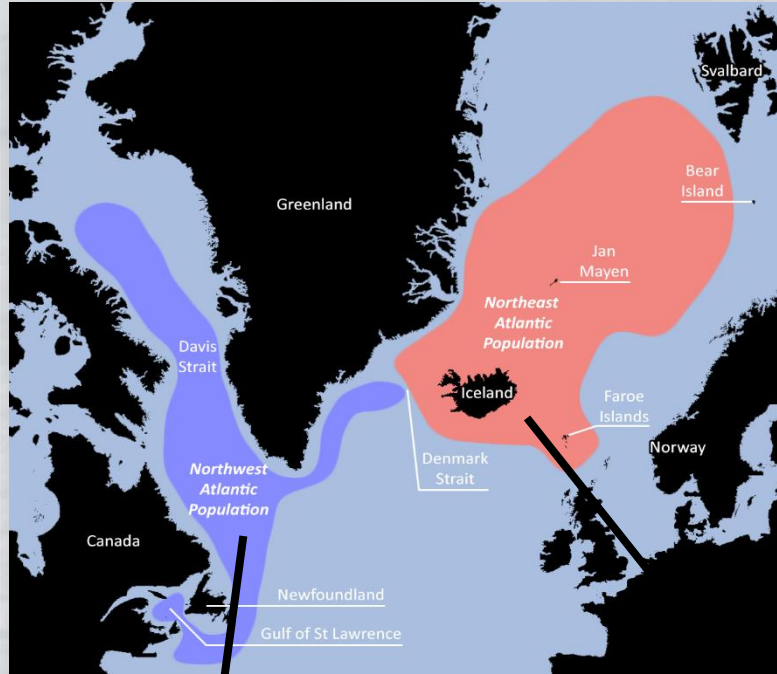 Svalbard
Bear
Island
Greenland
Jan
Mayen
Northeast
Atlantic
Population
Davis
Strait
Iceland
Faroe
Islands
Norway
Denmark
Strait
Northwest
Atlantic
Population
Canada
Newfoundland
Gulf of St Lawrence